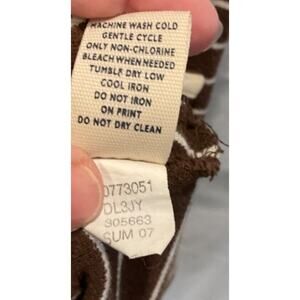 MACHINE WASH COLD
GENTLE CYCLE
ONLY NON-CHLORINE
BLEACH WHEN NEEDED
TUMBLE DRY LOW
COOL IRON
DO NOT IRON
ON PRINT
DO NOT DRY CLEAN
0773051
DL3JY
305663
SUM 07